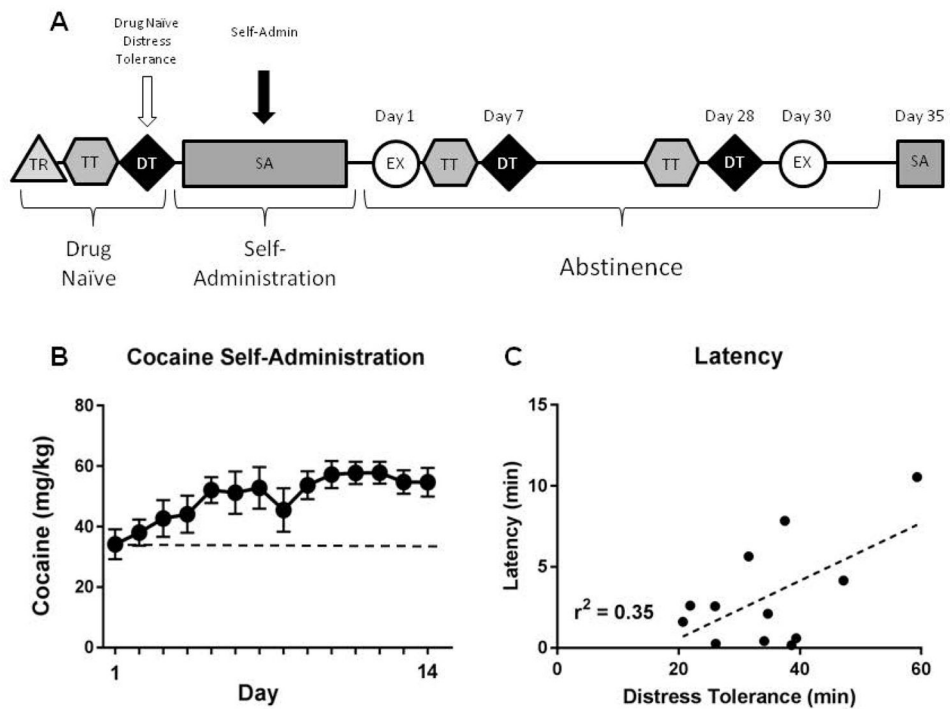 A
Drug Naïve
Distress
Tolerance
Self-Admin
Day 1
Day 7
Day 28
Day 30
Day 35
TR
TT
DT
SA
EX
TT
DT
TT
DT
EX
SA
Drug
Naïve
Self-
Administration
Abstinence
B
Cocaine Self-Administration
Cocaine (mg/kg)
80
60
40
20
0
1
14
Day
C
Latency
Latency (min)
15
10
5
0
r² = 0.35
0
20
40
60
Distress Tolerance (min)